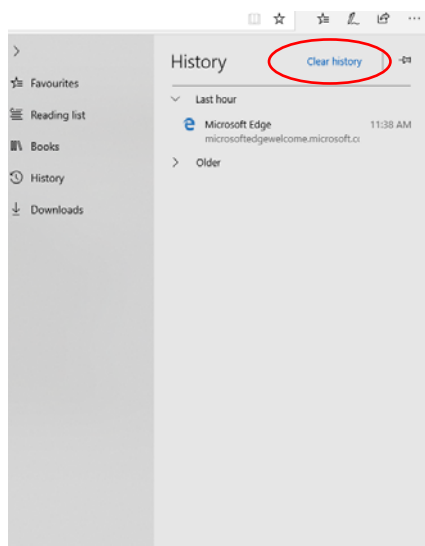 Favourites
Reading list
Books
History
Downloads
History Clear history
Last hour
Microsoft Edge 11:38 AM
microsoftedgewelcome.microsoft.c
Older